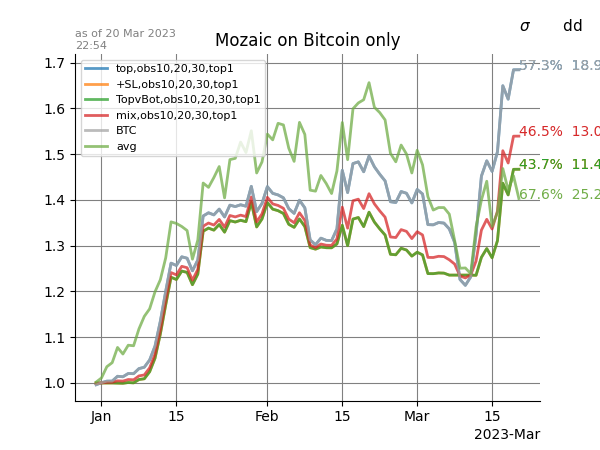 σ dd
as of 20 Mar 2023
22:54
Mozaic on Bitcoin only
top,obs10,20,30,top1
+SL,obs10,20,30,top1
TopvBot,obs10,20,30,top1
mix,obs10,20,30,top1
BTC
avg
1.7
1.6
1.5
1.4
1.3
1.2
1.1
1.0
57.3% 18.9
46.5% 13.0
43.7% 11.4
67.6% 25.2
Jan 15 Feb 15 Mar 15
2023-Mar